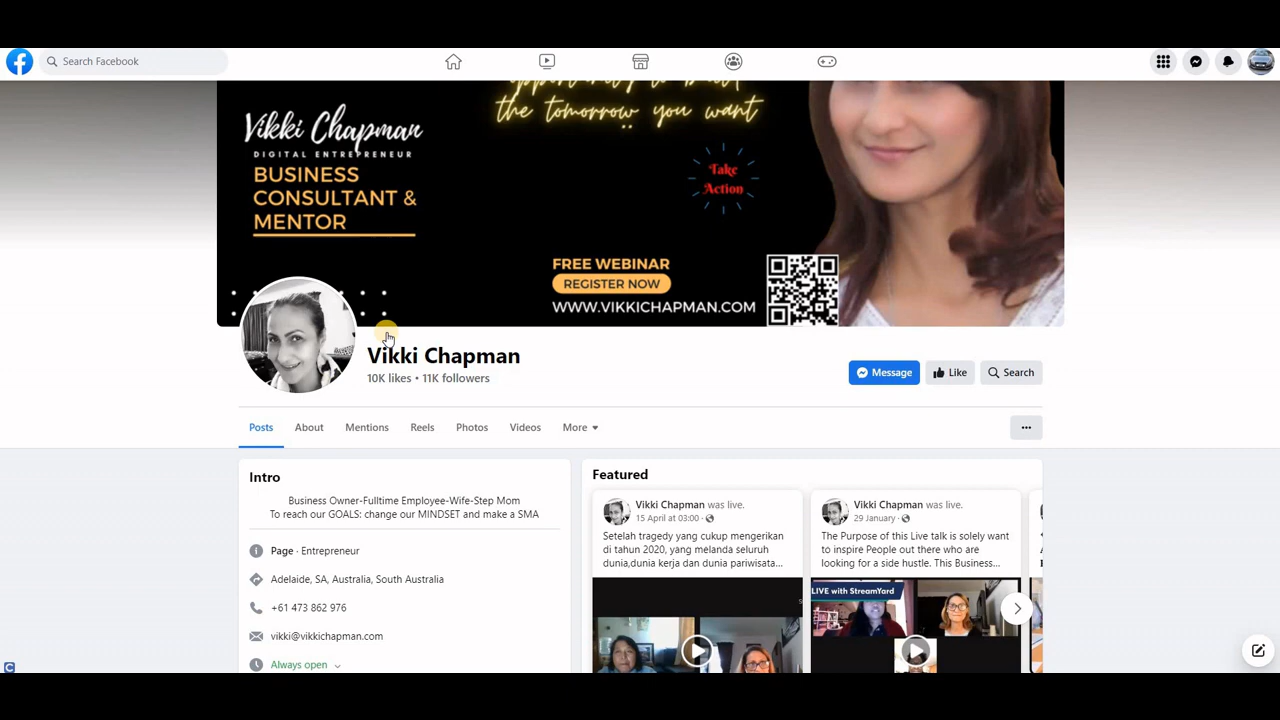 Search Facebook
the tomorrow you want
Vikki Chapman
DIGITAL ENTREPRENEUR
BUSINESS
CONSULTANT &
MENTOR
Take
Action
FREE WEBINAR
REGISTER NOW
WWW.VIKKICHAPMAN.COM
Vikki Chapman
10K likes • 11K followers
Message
Like
Search
Posts
About
Mentions
Reels
Photos
Videos
More
Intro
Business Owner-Fulltime Employee-Wife-Step Mom
To reach our GOALS: change our MINDSET and make a SMA
Page · Entrepreneur
Adelaide, SA, Australia, South Australia
+61 473 862 976
vikki@vikkichapman.com
Always open
Featured
Vikki Chapman was live.
15 April at 03:00 ·
Setelah tragedy yang cukup mengerikan
di tahun 2020, yang melanda seluruh
dunia,dunia kerja dan dunia pariwisata...
Vikki Chapman was live.
29 January ·
The Purpose of this Live talk is solely want
to inspire People out there who are
looking for a side hustle. This Business...
LIVE with StreamYard